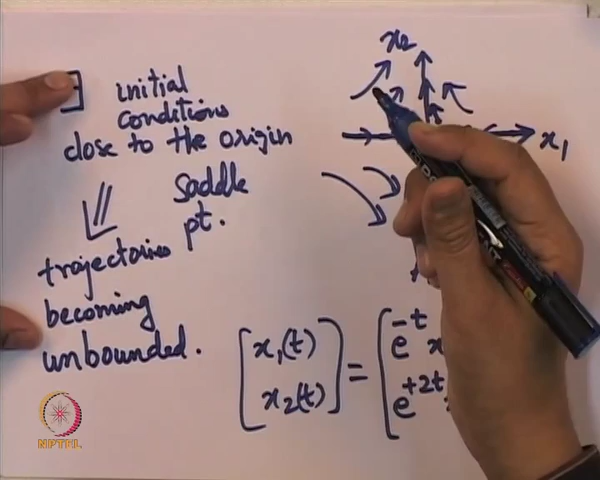 ∃ initial
conditions
close to the origin
⇓ saddle
pt.
trajectories
becoming
unbounded.
x₂
x₁
[x₁(t)] = [e^-t x
[x₂(t)] [e^+2t
NPTEL